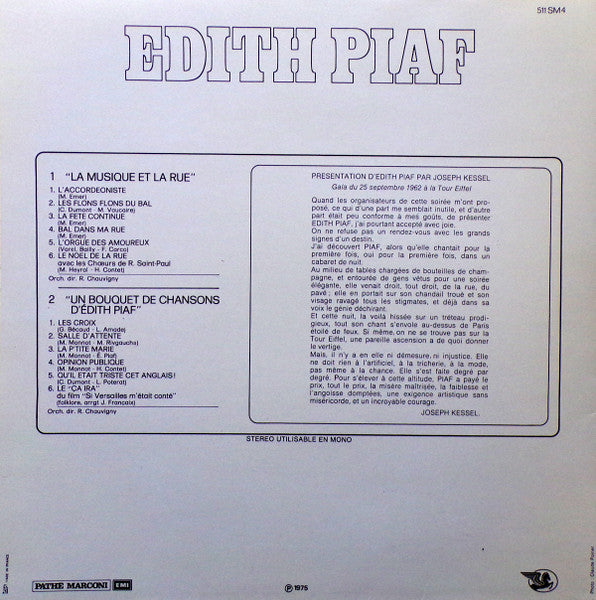 511 SM4
EDITH PIAF
1 "LA MUSIQUE ET LA RUE"
1. L'ACCORDEONISTE
(M. Emer)
2. LES FLONS FLONS DU BAL
(C. Dumont - M. Vaucaire)
3. LA FETE CONTINUE
(M. Emer)
4. BAL DANS MA RUE
(M. Emer)
5. L'ORGUE DES AMOUREUX
(Varel, Bailly - F. Carco)
6. LE NOEL DE LA RUE
avec les Chœurs de R. Saint-Paul
(M. Heyral - H. Contet)
Orch. dir. R. Chauvigny
2 "UN BOUQUET DE CHANSONS
D'ÉDITH PIAF"
1. LES CROIX
(G. Bécaud - L. Amade)
2. SALLE D'ATTENTE
(M. Monnot - M. Rivgauche)
3. LA P'TITE MARIE
(M. Monnot - E. Piaf)
4. OPINION PUBLIQUE
(M. Monnot - H. Contet)
5. QU'IL ETAIT TRISTE CET ANGLAIS!
(C. Dumont - L. Poterat)
6. LE "ÇA IRA"
du film "Si Versailles m'était conté"
(folklore, arrgt J. Françaix)
Orch. dir. R. Chauvigny
PRESENTATION D'EDITH PIAF PAR JOSEPH KESSEL
Gala du 25 septembre 1962 à la Tour Eiffel
Quand les organisateurs de cette soirée m'ont pro-
posé, ce qui d'une part me semblait inutile, et d'autre
part était peu conforme à mes goûts, de présenter
EDITH PIAF, j'ai pourtant accepté avec joie.
On ne refuse pas un rendez-vous avec les grands
signes d'un destin.
J'ai découvert PIAF, alors qu'elle chantait pour la
première fois, oui pour la première fois, dans un
cabaret de nuit.
Au milieu de tables chargées de bouteilles de cham-
pagne, et entourée de gens vêtus pour une soirée
élégante, elle venait droit, tout droit, de la rue, du
pavé; elle en portait sur son chandail troué et son
visage ravagé tous les stigmates, et déjà dans sa
voix le génie déchirant.
Et cette nuit, la voilà hissée sur un tréteau prodi-
gieux, tout son chant s'envole au-dessus de Paris
étoilé de feux. Si même, on ne se trouve pas sur la
Tour Eiffel, une pareille ascension a de quoi donner
le vertige.
Mais, il n'y a en elle ni démesure, ni injustice. Elle
ne doit rien à l'artificiel, à la tricherie, à la mode,
pas même à la chance. Elle s'est faite degré par
degré. Pour s'élever à cette altitude, PIAF a payé le
prix, tout le prix, la misère maîtrisée, la faiblesse et
l'angoisse domptées, une exigence artistique sans
miséricorde, et un incroyable courage.
JOSEPH KESSEL.
STEREO UTILISABLE EN MONO
PATHE MARCONI EMI
Ⓟ 1975
Photo : Claude Poirier